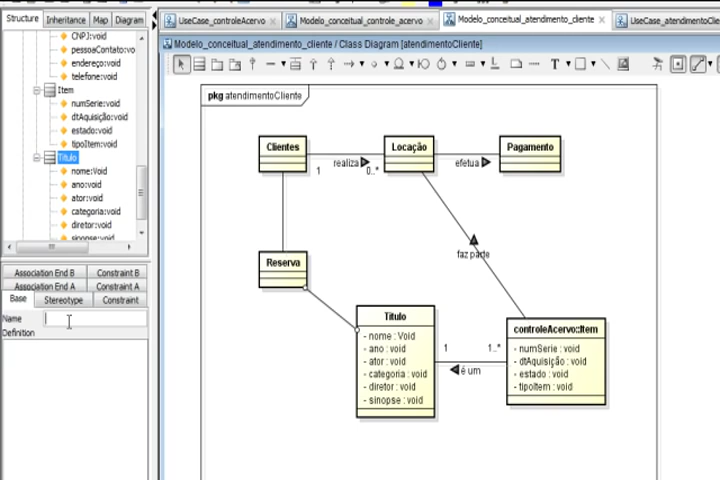 Structure Inheritance Map Diagram
CNPJ:void
pessoaContato:vo
endereço:void
telefone:void
Item
numSerie:void
dtAquisição:void
estado:void
tipoItem:void
Titulo
nome:Void
ano:void
ator:void
categoria:void
diretor:void
sinopse:void
Association End B Constraint B
Association End A Constraint A
Base Stereotype Constraint
Name
Definition
UseCase_controleAcervo Modelo_conceitual_controle_acervo Modelo_conceitual_atendimento_cliente UseCase_atendimentoClie
Modelo_conceitual_atendimento_cliente / Class Diagram [atendimentoCliente]
T
pkg atendimentoCliente
Clientes
realiza
1
0..*
Locação
efetua
Pagamento
faz parte
Reserva
Titulo
- nome : Void
- ano : void
- ator : void
- categoria : void
- diretor : void
- sinopse : void
1
1..*
é um
controleAcervo::Item
- numSerie : void
- dtAquisição : void
- estado : void
- tipoItem : void